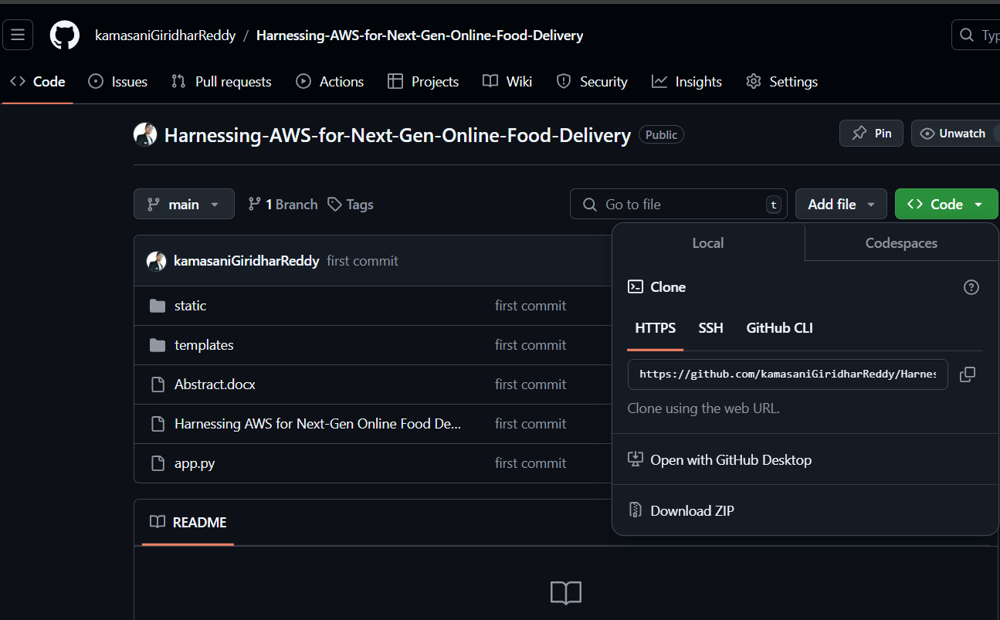 kamasaniGiridharReddy / Harnessing-AWS-for-Next-Gen-Online-Food-Delivery
Typ
Code Issues Pull requests Actions Projects Wiki Security Insights Settings
Harnessing-AWS-for-Next-Gen-Online-Food-Delivery Public
Pin Unwatch
main 1 Branch Tags
Go to file t
Add file
Code
Local Codespaces
kamasaniGiridharReddy first commit
Clone
static first commit
HTTPS SSH GitHub CLI
templates first commit
https://github.com/kamasaniGiridharReddy/Harnes
Abstract.docx first commit
Clone using the web URL.
Harnessing AWS for Next-Gen Online Food De... first commit
Open with GitHub Desktop
app.py first commit
Download ZIP
README